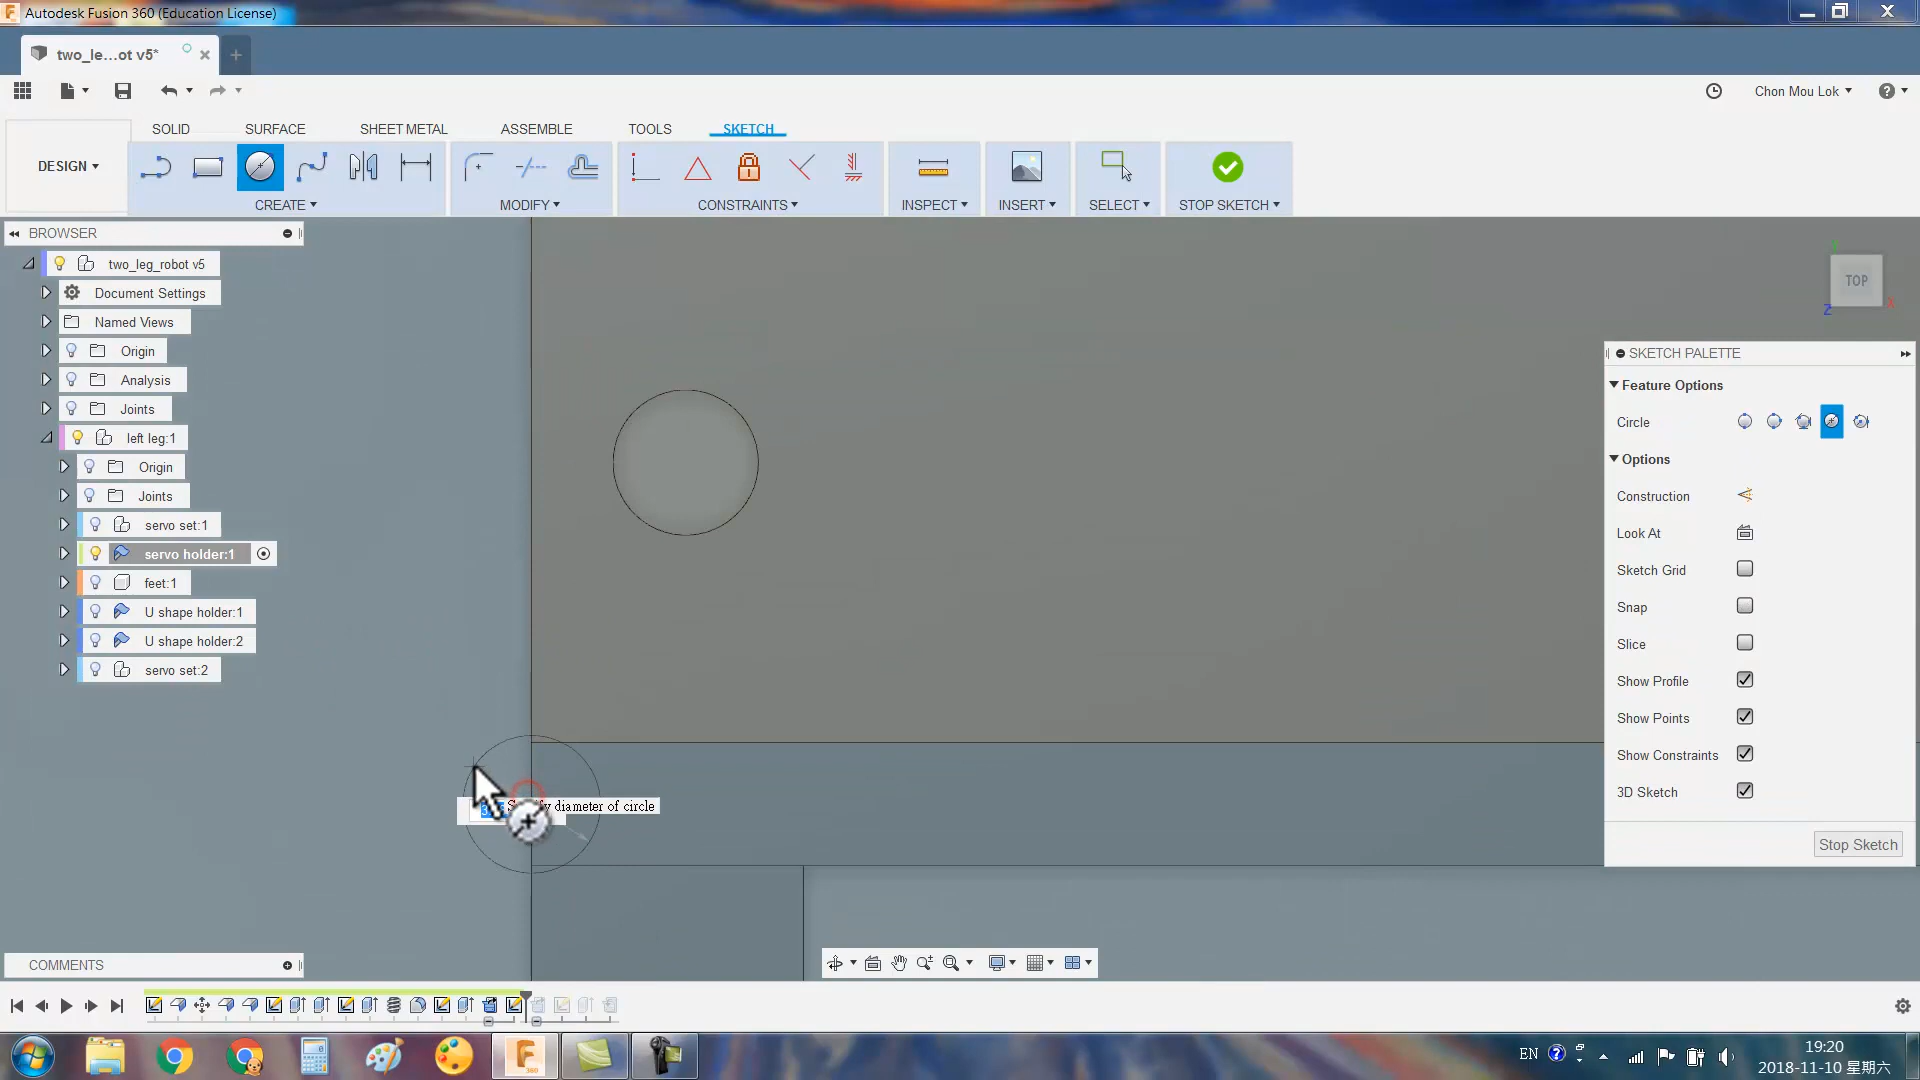 Autodesk Fusion 360 (Education License)
two_le...ot v5*
Chon Mou Lok
SOLID SURFACE SHEET METAL ASSEMBLE TOOLS SKETCH
DESIGN
CREATE MODIFY CONSTRAINTS INSPECT INSERT SELECT STOP SKETCH
BROWSER
two_leg_robot v5
Document Settings
Named Views
Origin
Analysis
Joints
left leg:1
Origin
Joints
servo set:1
servo holder:1
feet:1
U shape holder:1
U shape holder:2
servo set:2
TOP
Z
X
SKETCH PALETTE
Feature Options
Circle
Options
Construction
Look At
Sketch Grid
Snap
Slice
Show Profile
Show Points
Show Constraints
3D Sketch
Stop Sketch
diameter of circle
COMMENTS
EN
19:20
2018-11-10 星期六